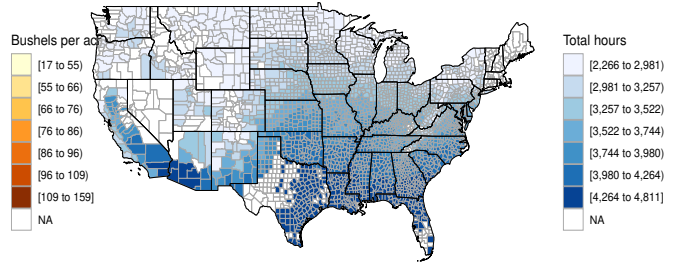 Bushels per ac
[17 to 55)
[55 to 66)
[66 to 76)
[76 to 86)
[86 to 96)
[96 to 109)
[109 to 159]
NA
Total hours
[2,266 to 2,981)
[2,981 to 3,257)
[3,257 to 3,522)
[3,522 to 3,744)
[3,744 to 3,980)
[3,980 to 4,264)
[4,264 to 4,811]
NA